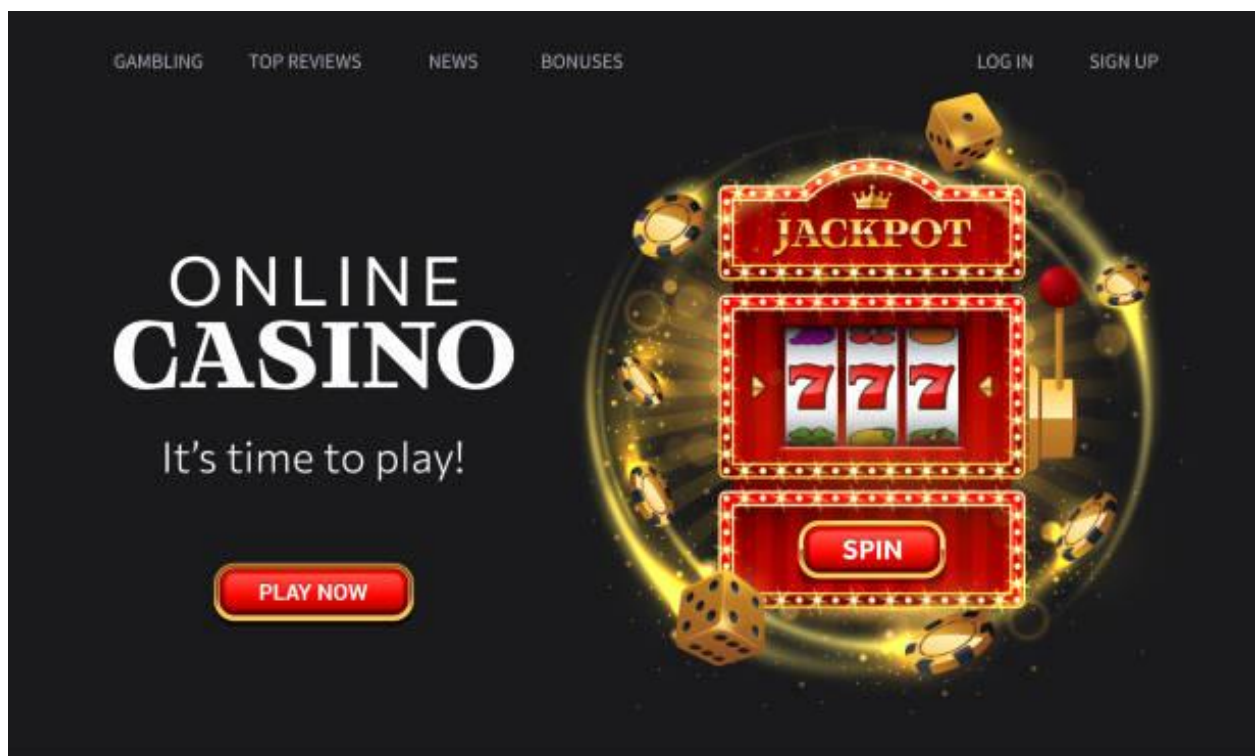 GAMBLING TOP REVIEWS NEWS BONUSES LOG IN SIGN UP
ONLINE
CASINO
It's time to play!
PLAY NOW
JACKPOT
777
SPIN